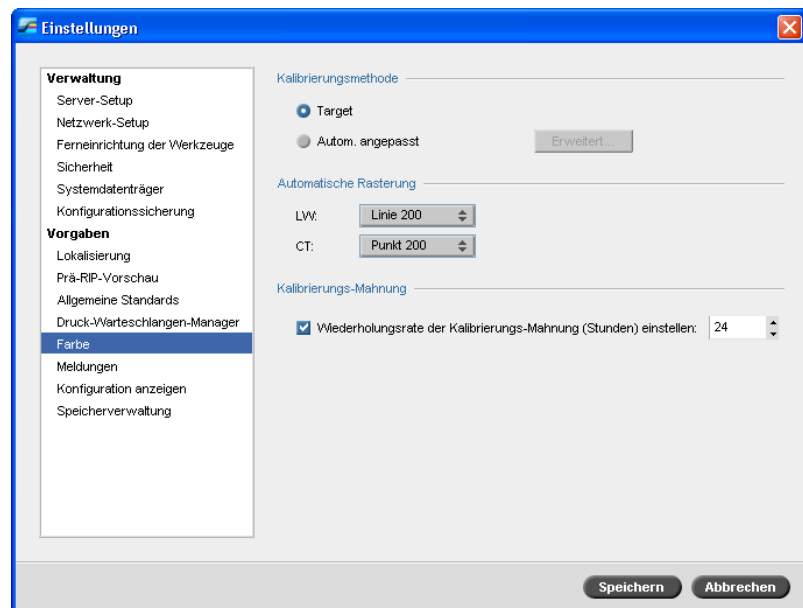 Einstellungen
Verwaltung
Server-Setup
Netzwerk-Setup
Ferneinrichtung der Werkzeuge
Sicherheit
Systemdatenträger
Konfigurationssicherung
Vorgaben
Lokalisierung
Prä-RIP-Vorschau
Allgemeine Standards
Druck-Warteschlangen-Manager
Farbe
Meldungen
Konfiguration anzeigen
Speicherverwaltung
Kalibrierungsmethode
Target
Autom. angepasst
Erweitert...
Automatische Rasterung
LW: Linie 200
CT: Punkt 200
Kalibrierungs-Mahnung
Wiederholungsrate der Kalibrierungs-Mahnung (Stunden) einstellen: 24
Speichern Abbrechen